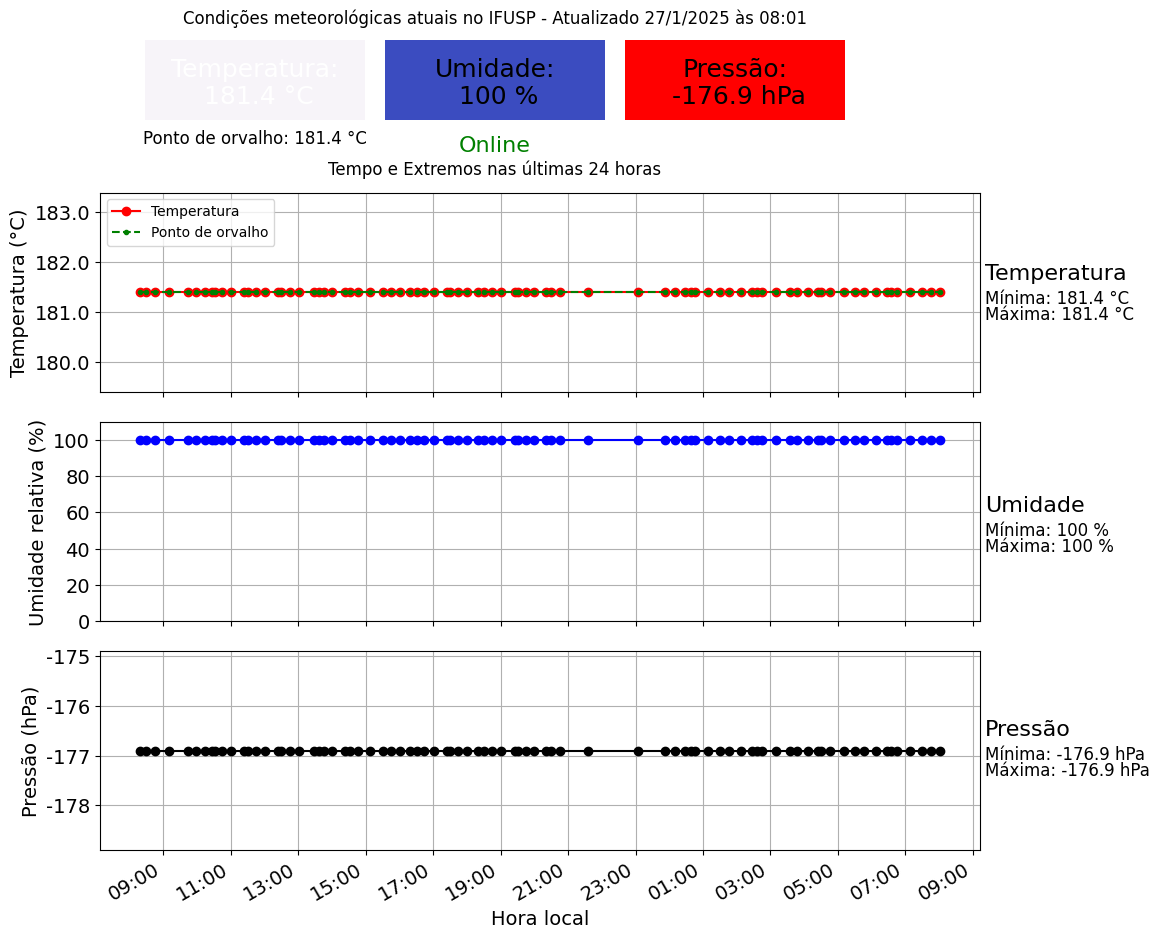 Condições meteorológicas atuais no IFUSP - Atualizado 27/1/2025 às 08:01
Temperatura:
181.4 °C
Umidade:
100 %
Pressão:
-176.9 hPa
Ponto de orvalho: 181.4 °C
Online
Tempo e Extremos nas últimas 24 horas
Temperatura (°C)
183.0
182.0
181.0
180.0
Temperatura
Ponto de orvalho
Temperatura
Mínima: 181.4 °C
Máxima: 181.4 °C
Umidade relativa (%)
100
80
60
40
20
0
Umidade
Mínima: 100 %
Máxima: 100 %
Pressão (hPa)
-175
-176
-177
-178
Pressão
Mínima: -176.9 hPa
Máxima: -176.9 hPa
09:00
11:00
13:00
15:00
17:00
19:00
21:00
23:00
01:00
03:00
05:00
07:00
09:00
Hora local